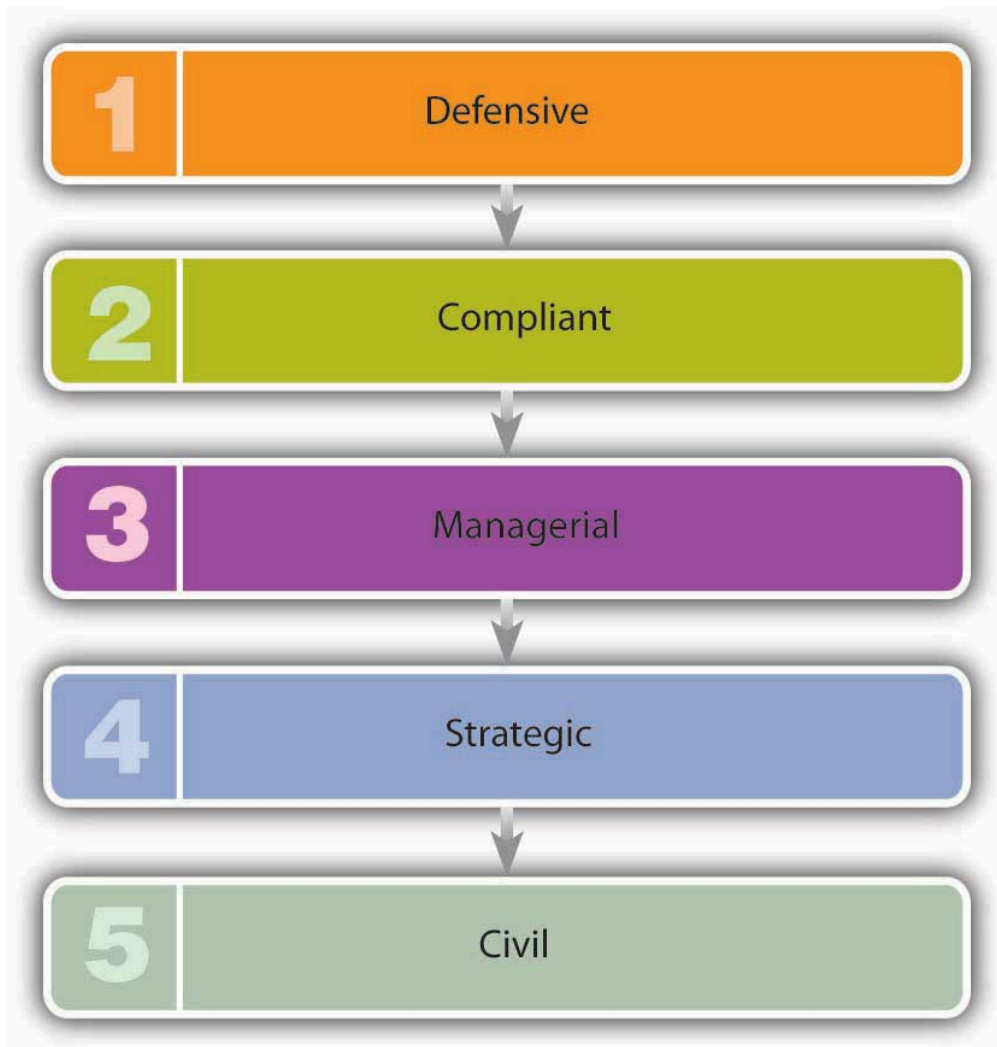 1 Defensive
2 Compliant
3 Managerial
4 Strategic
5 Civil